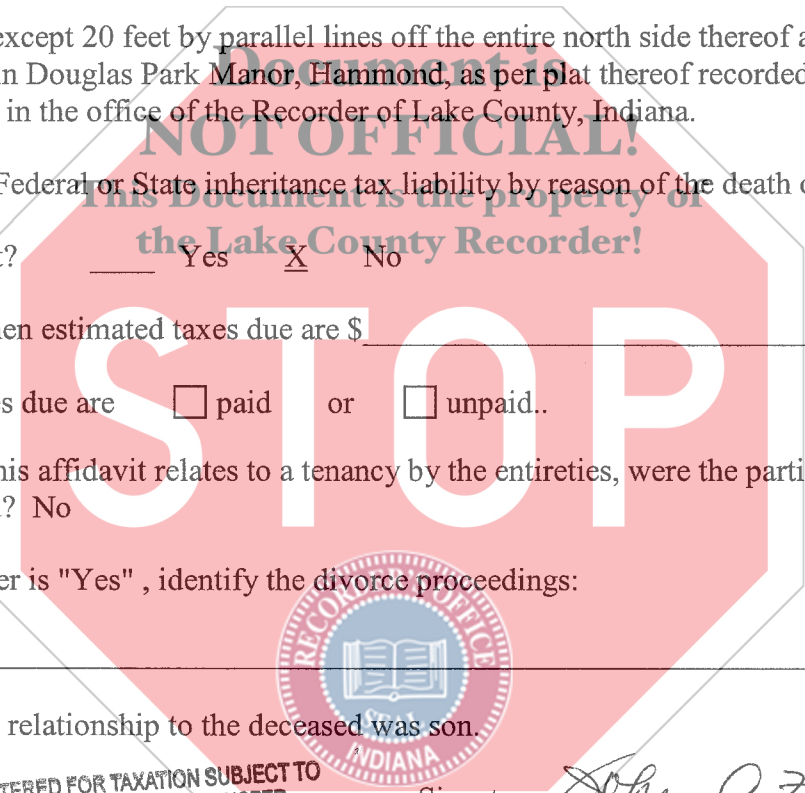 except 20 feet by parallel lines off the entire north side thereof a
Document is
in Douglas Park Manor, Hammond, as per plat thereof recorded
in the office of the Recorder of Lake County, Indiana.
NOT OFFICIAL!
Federal or State inheritance tax liability by reason of the death o
This Document is the property of
the Lake County Recorder!
t? ____ Yes X No
en estimated taxes due are $
s due are ☐ paid or ☐ unpaid..
STOP
his affidavit relates to a tenancy by the entireties, were the parti
? No
er is "Yes" , identify the divorce proceedings:
RECORDER'S OFFICE
SEAL
INDIANA
relationship to the deceased was son.
TERED FOR TAXATION SUBJECT TO
John